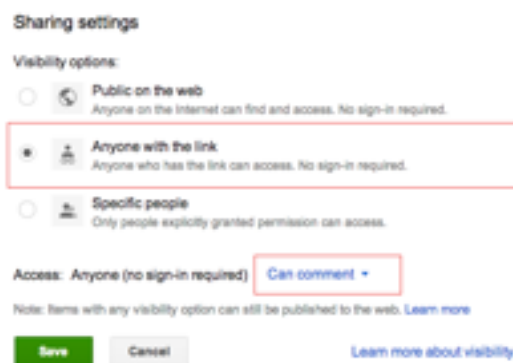 Sharing settings
Visibility options:
Public on the web
Anyone on the Internet can find and access. No sign-in required.
Anyone with the link
Anyone who has the link can access. No sign-in required.
Specific people
Only people explicitly granted permission can access.
Access: Anyone (no sign-in required) Can comment
Note: Items with any visibility option can still be published to the web. Learn more
Save Cancel Learn more about visibility